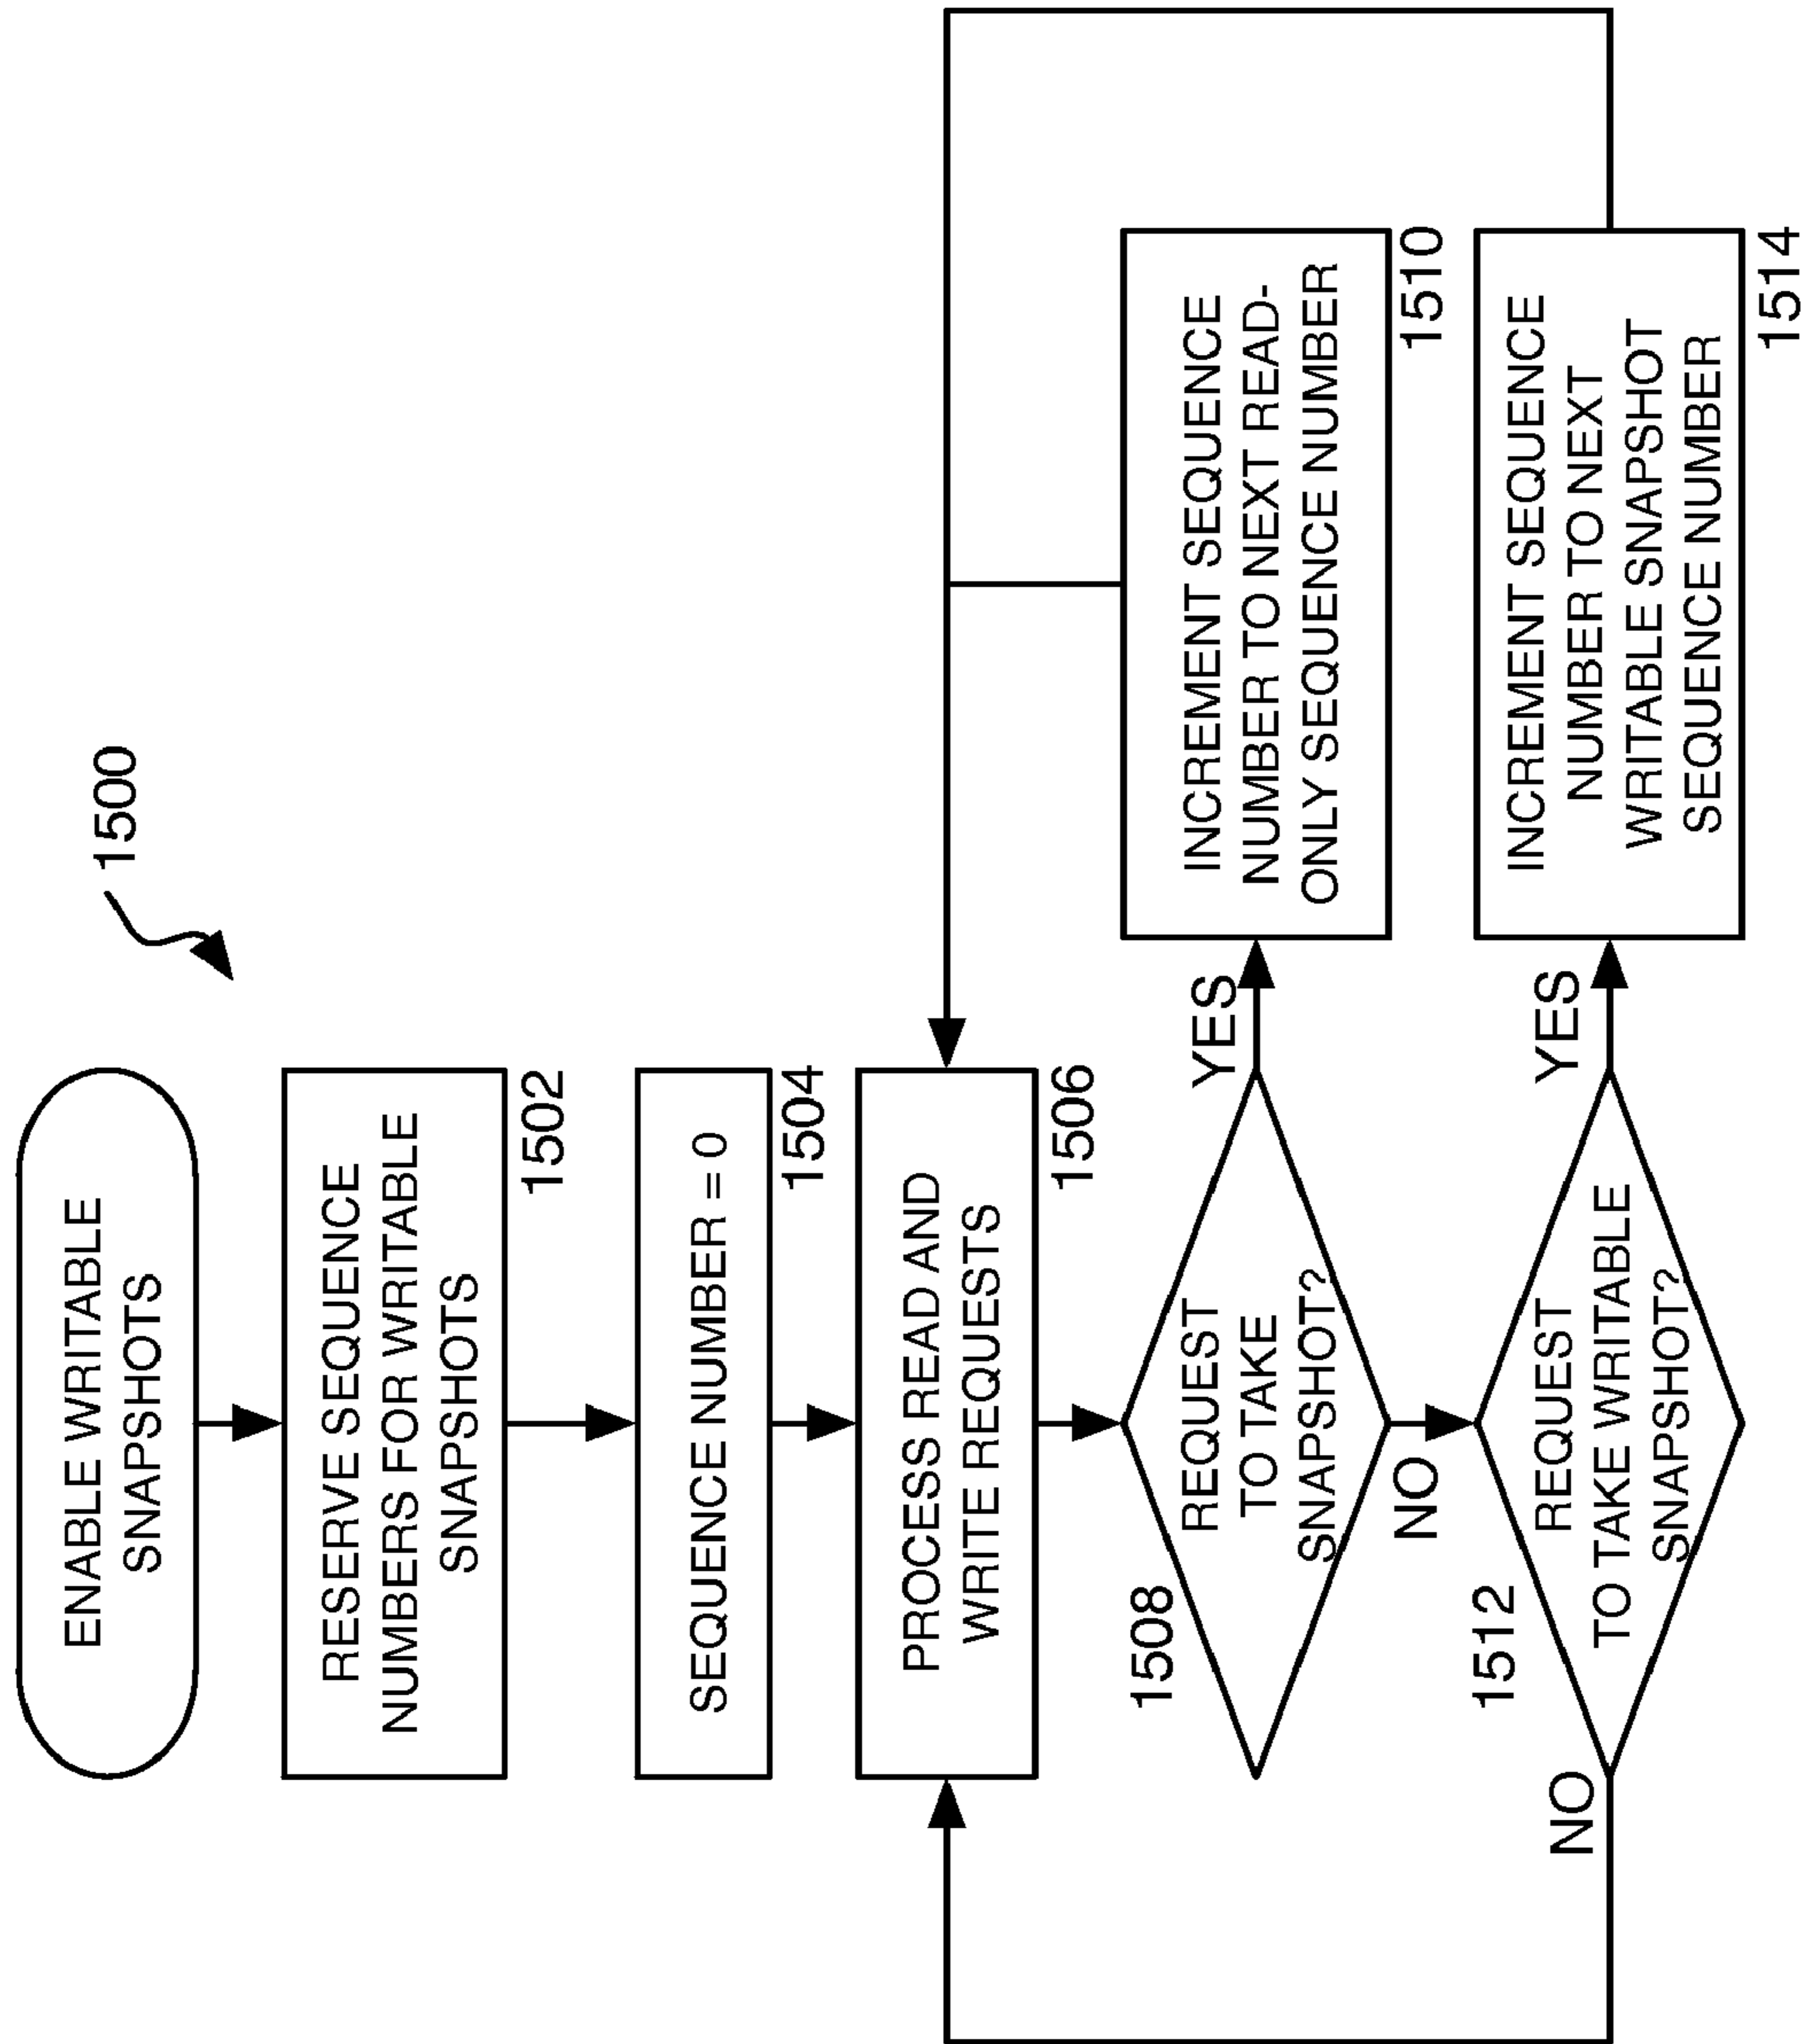 ENABLE WRITABLE
SNAPSHOTS
1500
RESERVE SEQUENCE
NUMBERS FOR WRITABLE
SNAPSHOTS
1502
SEQUENCE NUMBER = 0
1504
PROCESS READ AND
WRITE REQUESTS
1506
1508
REQUEST
TO TAKE
SNAPSHOT?
YES
NO
INCREMENT SEQUENCE
NUMBER TO NEXT READ-
ONLY SEQUENCE NUMBER
1510
1512
REQUEST
TO TAKE WRITABLE
SNAPSHOT?
YES
NO
INCREMENT SEQUENCE
NUMBER TO NEXT
WRITABLE SNAPSHOT
SEQUENCE NUMBER
1514